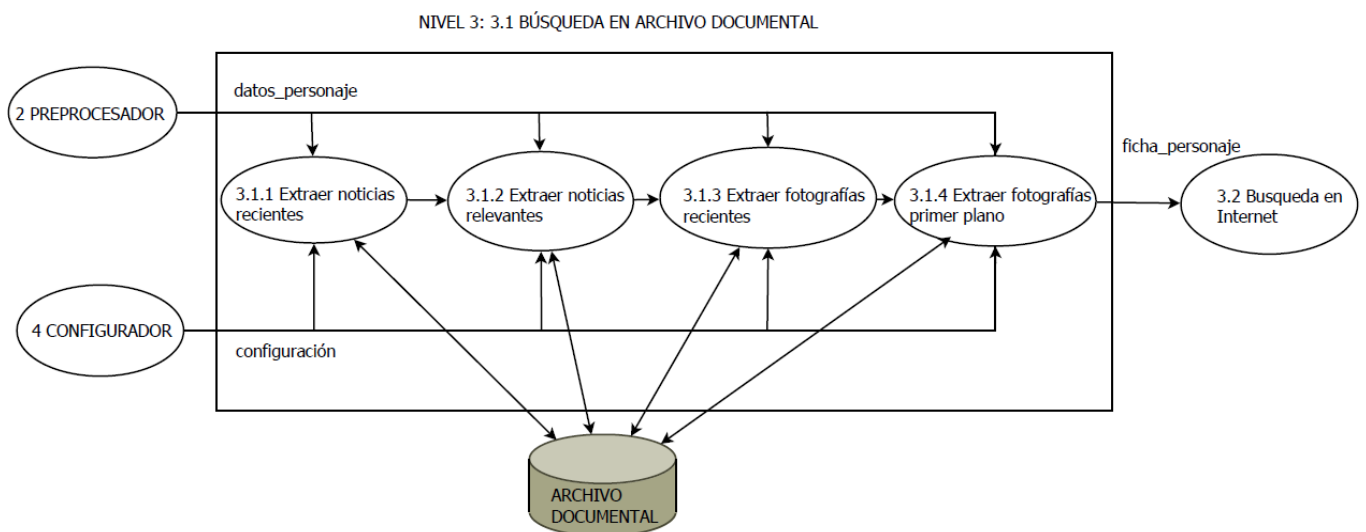 NIVEL 3: 3.1 BÚSQUEDA EN ARCHIVO DOCUMENTAL
datos_personaje
2 PREPROCESADOR
ficha_personaje
3.1.1 Extraer noticias
recientes
3.1.2 Extraer noticias
relevantes
3.1.3 Extraer fotografías
recientes
3.1.4 Extraer fotografías
primer plano
3.2 Busqueda en
Internet
4 CONFIGURADOR
configuración
ARCHIVO
DOCUMENTAL